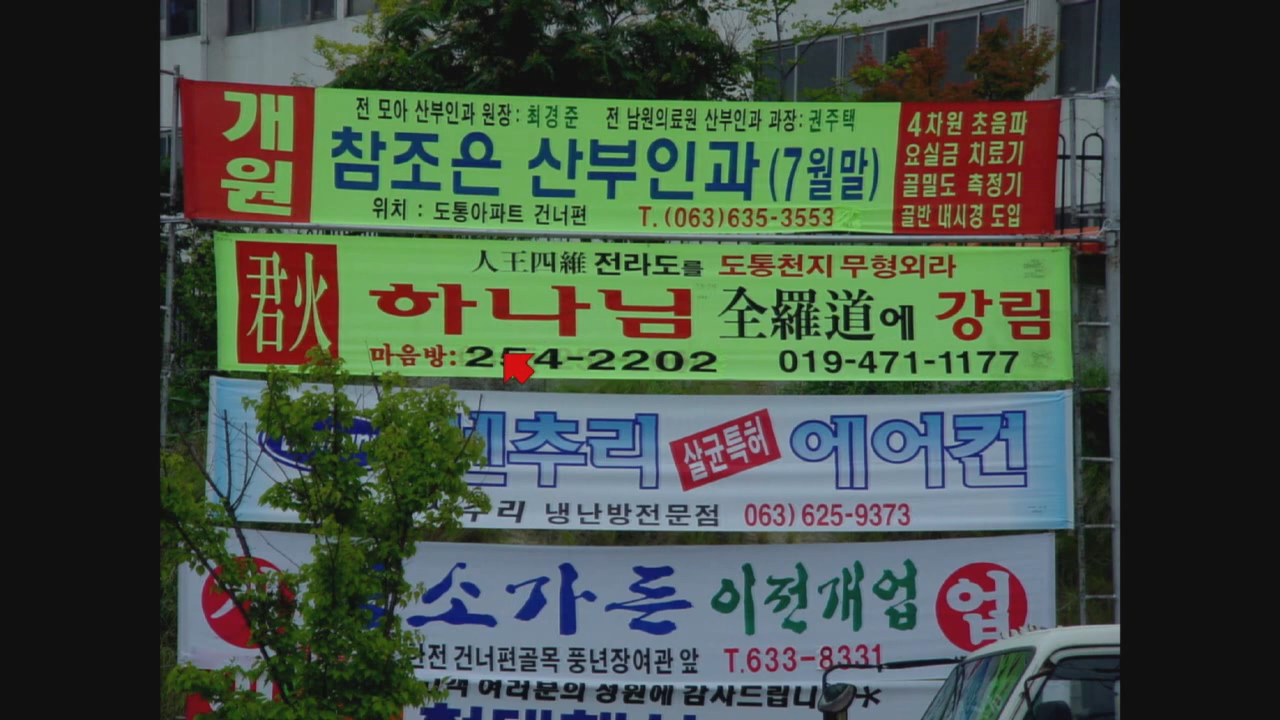 개원
전 모아 산부인과 원장: 최경준 전 남원의료원 산부인과 과장: 권주택
참조은 산부인과 (7월말)
위치 : 도통아파트 건너편 T. (063)635-3553
4차원 초음파
요실금 치료기
골밀도 측정기
골반 내시경 도입
君火
人王四維 전라도를 도통천지 무형외라
하나님 全羅道에 강림
마음방: 254-2202 019-471-1177
추리 살균특허 에어컨
추리 냉난방전문점 063) 625-9373
소가든 이전개업
건너편골목 풍년장여관 앞 T.633-8331
여러분의 성원에 감사드립니다